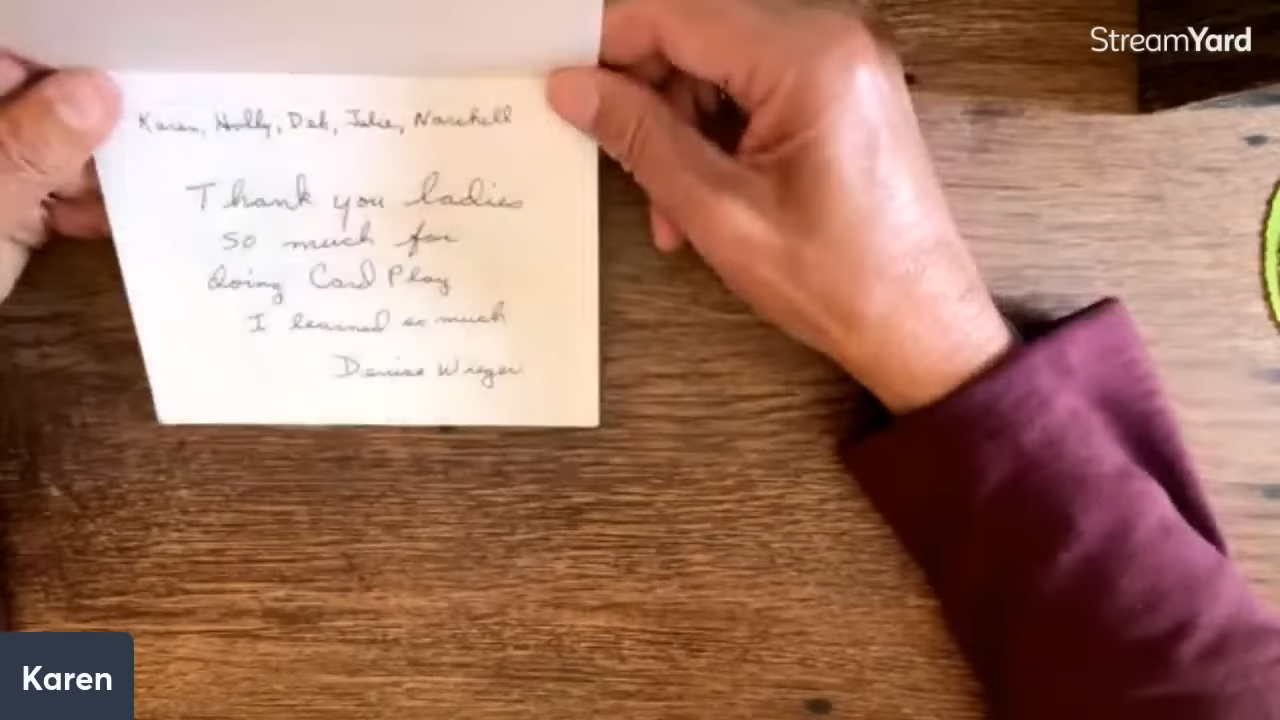 StreamYard
Karen, Holly, Deb, Julie,
Thank you ladies
so much for
doing Card Play
I learned so much
Denise
Karen